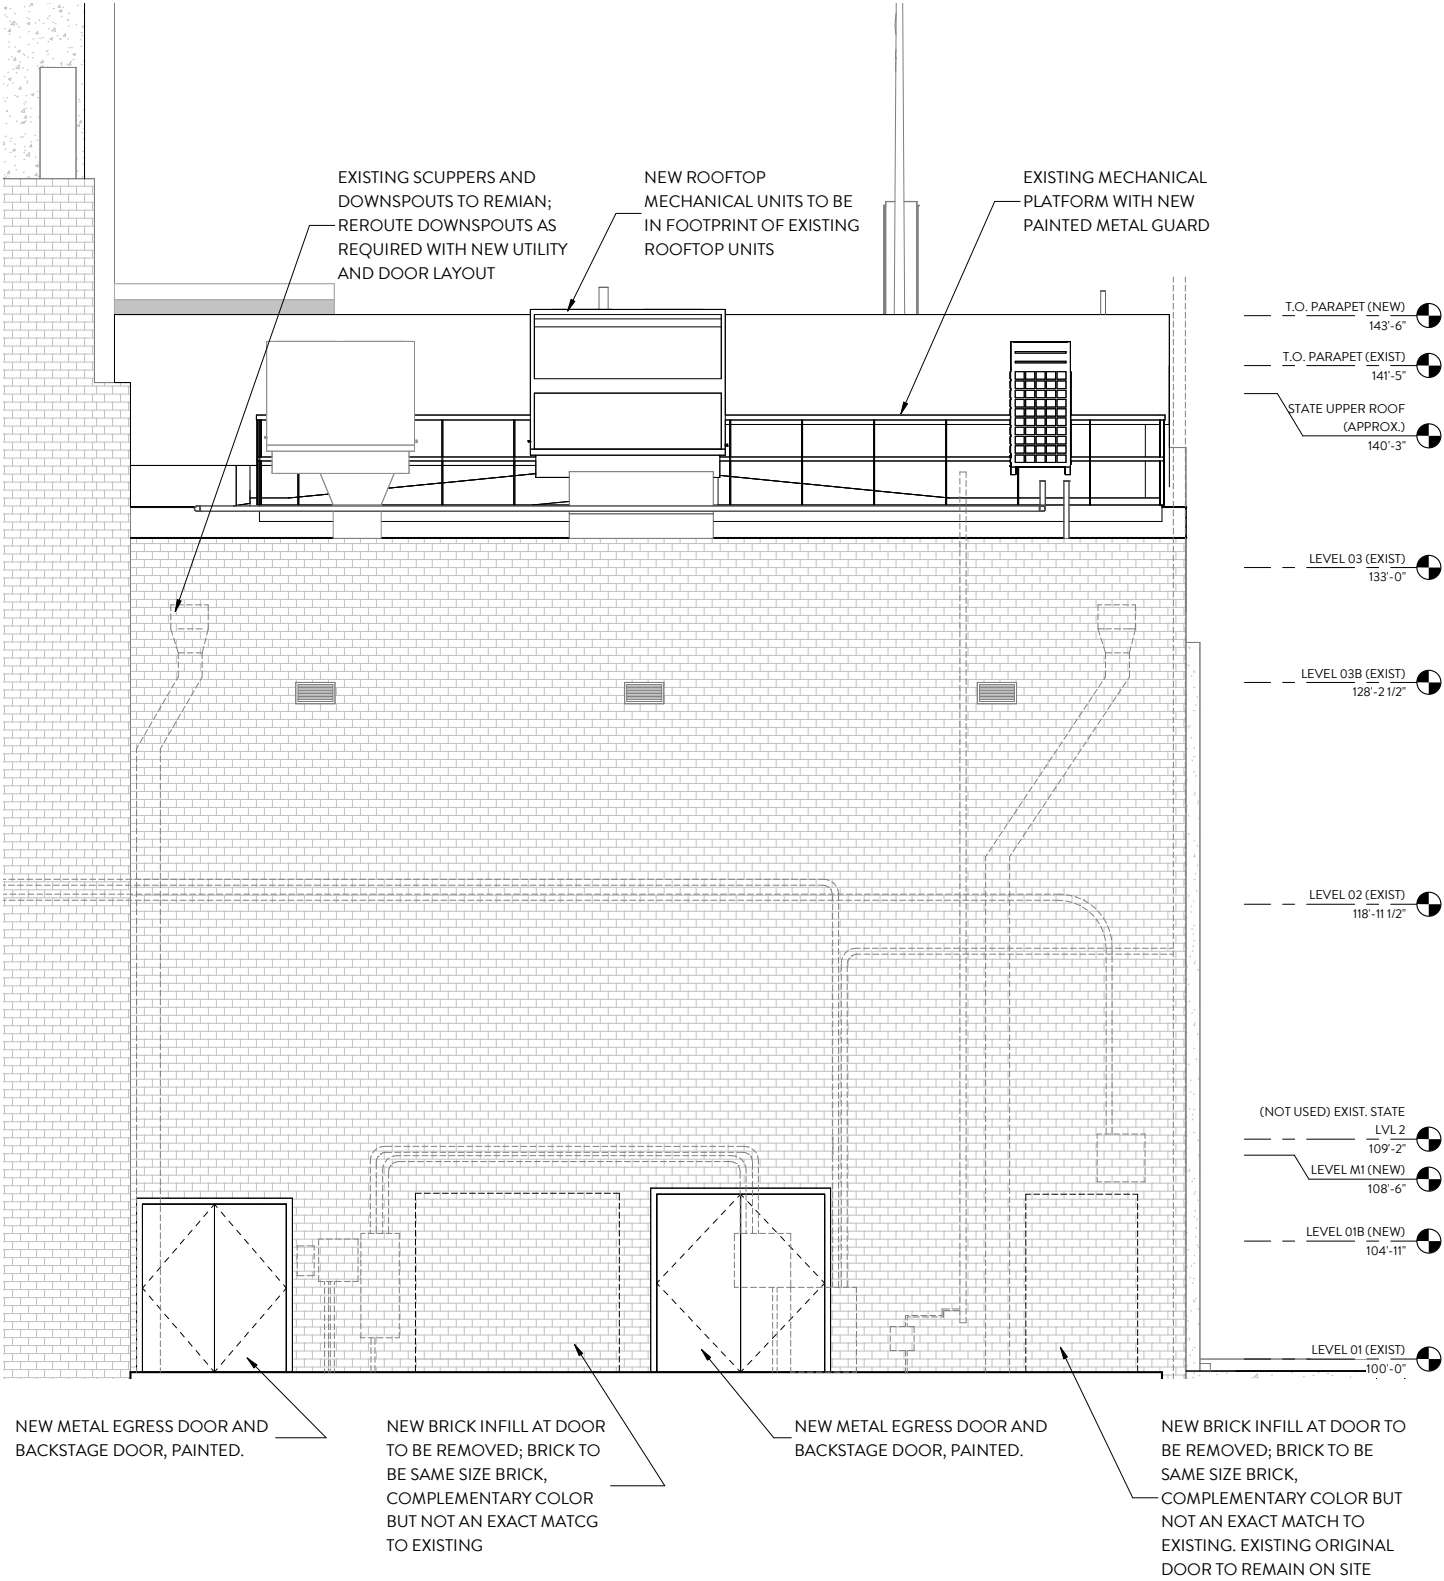 EXISTING SCUPPERS AND
DOWNSPOUTS TO REMIAN;
REROUTE DOWNSPOUTS AS
REQUIRED WITH NEW UTILITY
AND DOOR LAYOUT
NEW ROOFTOP
MECHANICAL UNITS TO BE
IN FOOTPRINT OF EXISTING
ROOFTOP UNITS
EXISTING MECHANICAL
PLATFORM WITH NEW
PAINTED METAL GUARD
T.O. PARAPET (NEW)
143'-6"
T.O. PARAPET (EXIST)
141'-5"
STATE UPPER ROOF
(APPROX.)
140'-3"
LEVEL 03 (EXIST)
133'-0"
LEVEL 03B (EXIST)
128'-2 1/2"
LEVEL 02 (EXIST)
118'-11 1/2"
(NOT USED) EXIST. STATE
LVL 2
109'-2"
LEVEL M1 (NEW)
108'-6"
LEVEL 01B (NEW)
104'-11"
LEVEL 01 (EXIST)
100'-0"
NEW METAL EGRESS DOOR AND
BACKSTAGE DOOR, PAINTED.
NEW BRICK INFILL AT DOOR
TO BE REMOVED; BRICK TO
BE SAME SIZE BRICK,
COMPLEMENTARY COLOR
BUT NOT AN EXACT MATCG
TO EXISTING
NEW METAL EGRESS DOOR AND
BACKSTAGE DOOR, PAINTED.
NEW BRICK INFILL AT DOOR TO
BE REMOVED; BRICK TO BE
SAME SIZE BRICK,
COMPLEMENTARY COLOR BUT
NOT AN EXACT MATCH TO
EXISTING. EXISTING ORIGINAL
DOOR TO REMAIN ON SITE